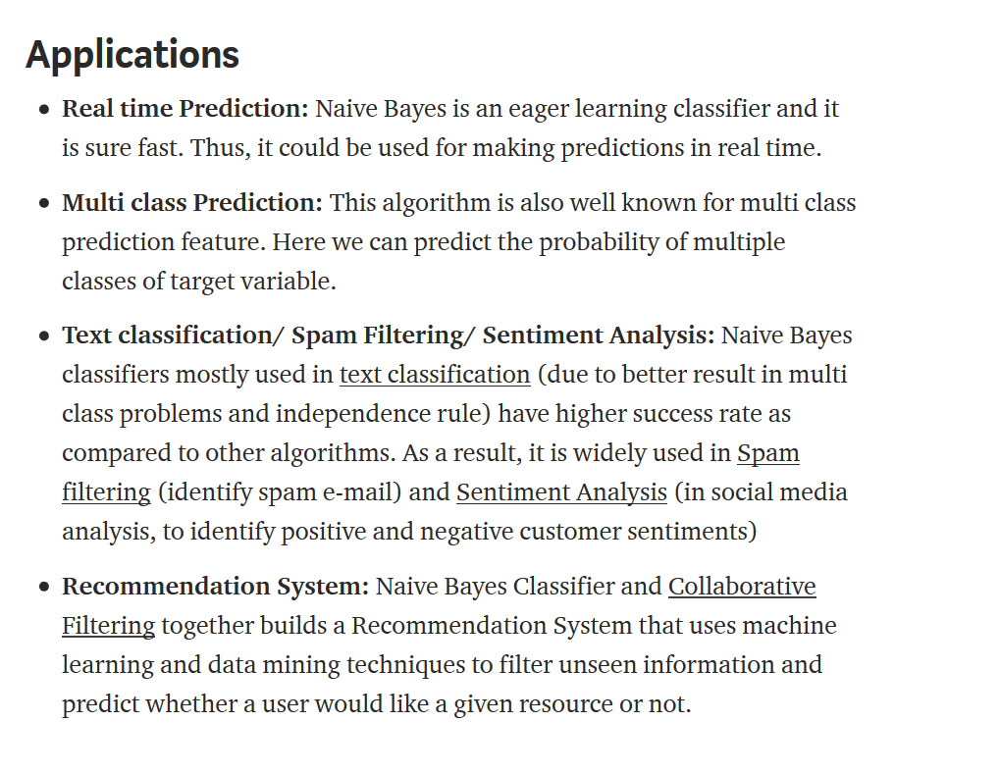 Applications
• Real time Prediction: Naive Bayes is an eager learning classifier and it
is sure fast. Thus, it could be used for making predictions in real time.
• Multi class Prediction: This algorithm is also well known for multi class
prediction feature. Here we can predict the probability of multiple
classes of target variable.
• Text classification/ Spam Filtering/ Sentiment Analysis: Naive Bayes
classifiers mostly used in text classification (due to better result in multi
class problems and independence rule) have higher success rate as
compared to other algorithms. As a result, it is widely used in Spam
filtering (identify spam e-mail) and Sentiment Analysis (in social media
analysis, to identify positive and negative customer sentiments)
• Recommendation System: Naive Bayes Classifier and Collaborative
Filtering together builds a Recommendation System that uses machine
learning and data mining techniques to filter unseen information and
predict whether a user would like a given resource or not.